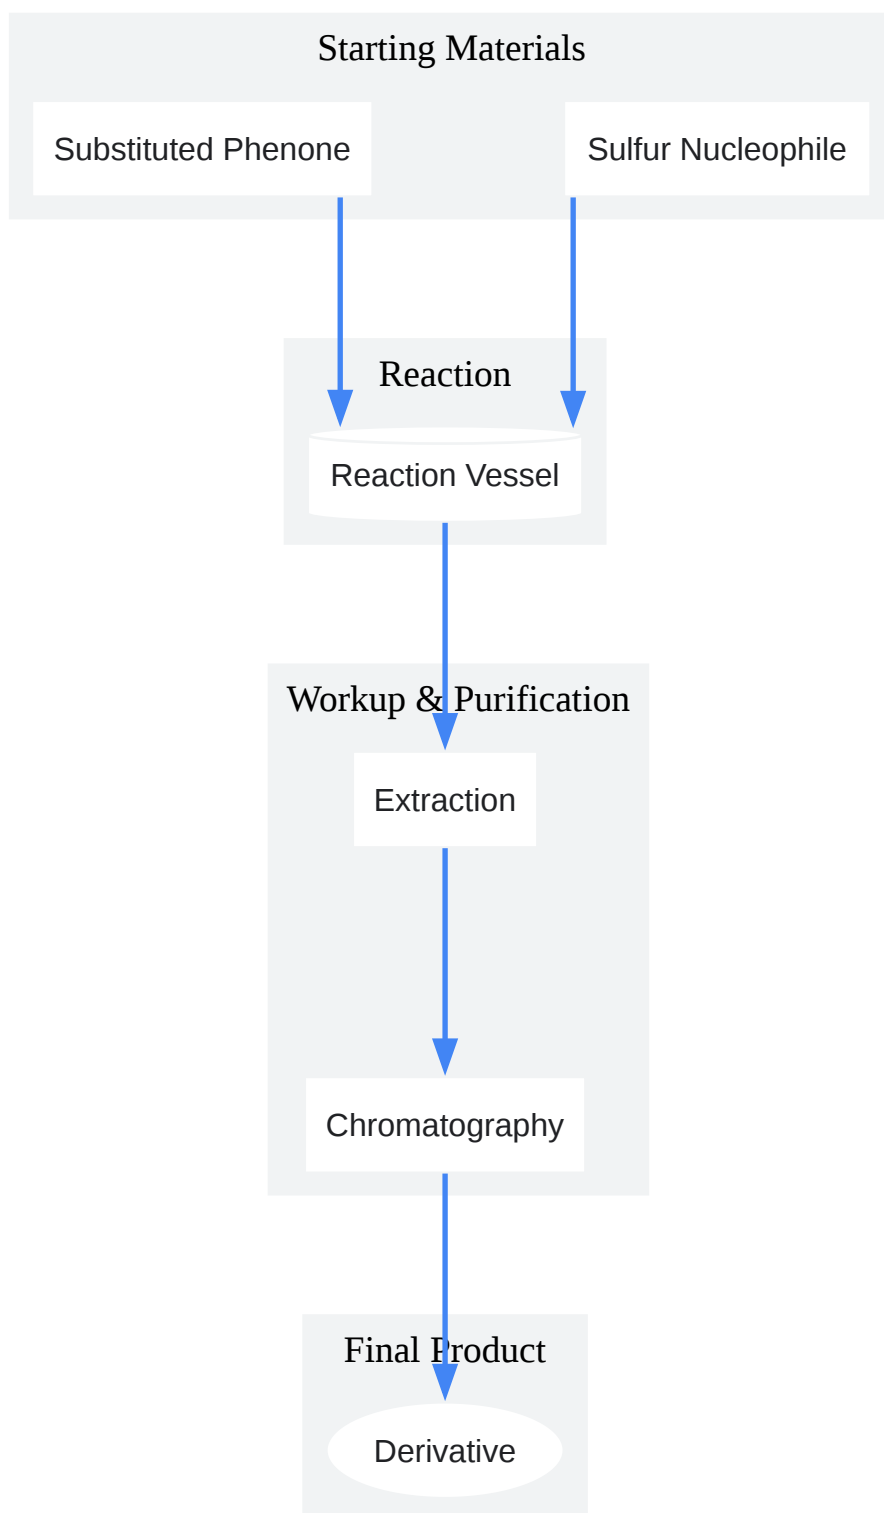 Starting Materials
Substituted Phenone
Sulfur Nucleophile
Reaction
Reaction Vessel
Workup & Purification
Extraction
Chromatography
Final Product
Derivative